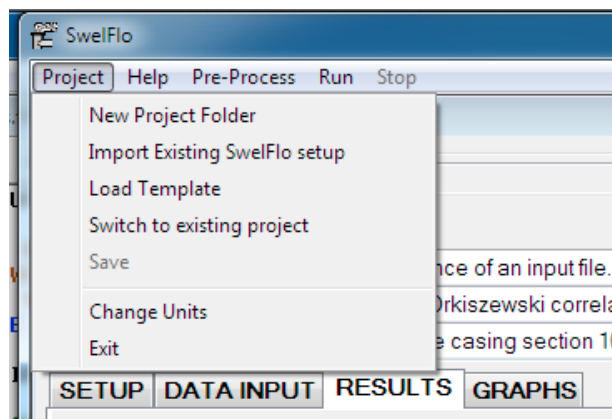 SwelFlo
Project Help Pre-Process Run Stop
New Project Folder
Import Existing SwelFlo setup
Load Template
Switch to existing project
Save
nce of an input file.
Change Units
Orkiszewski correla
Exit
e casing section 1
SETUP DATA INPUT RESULTS GRAPHS